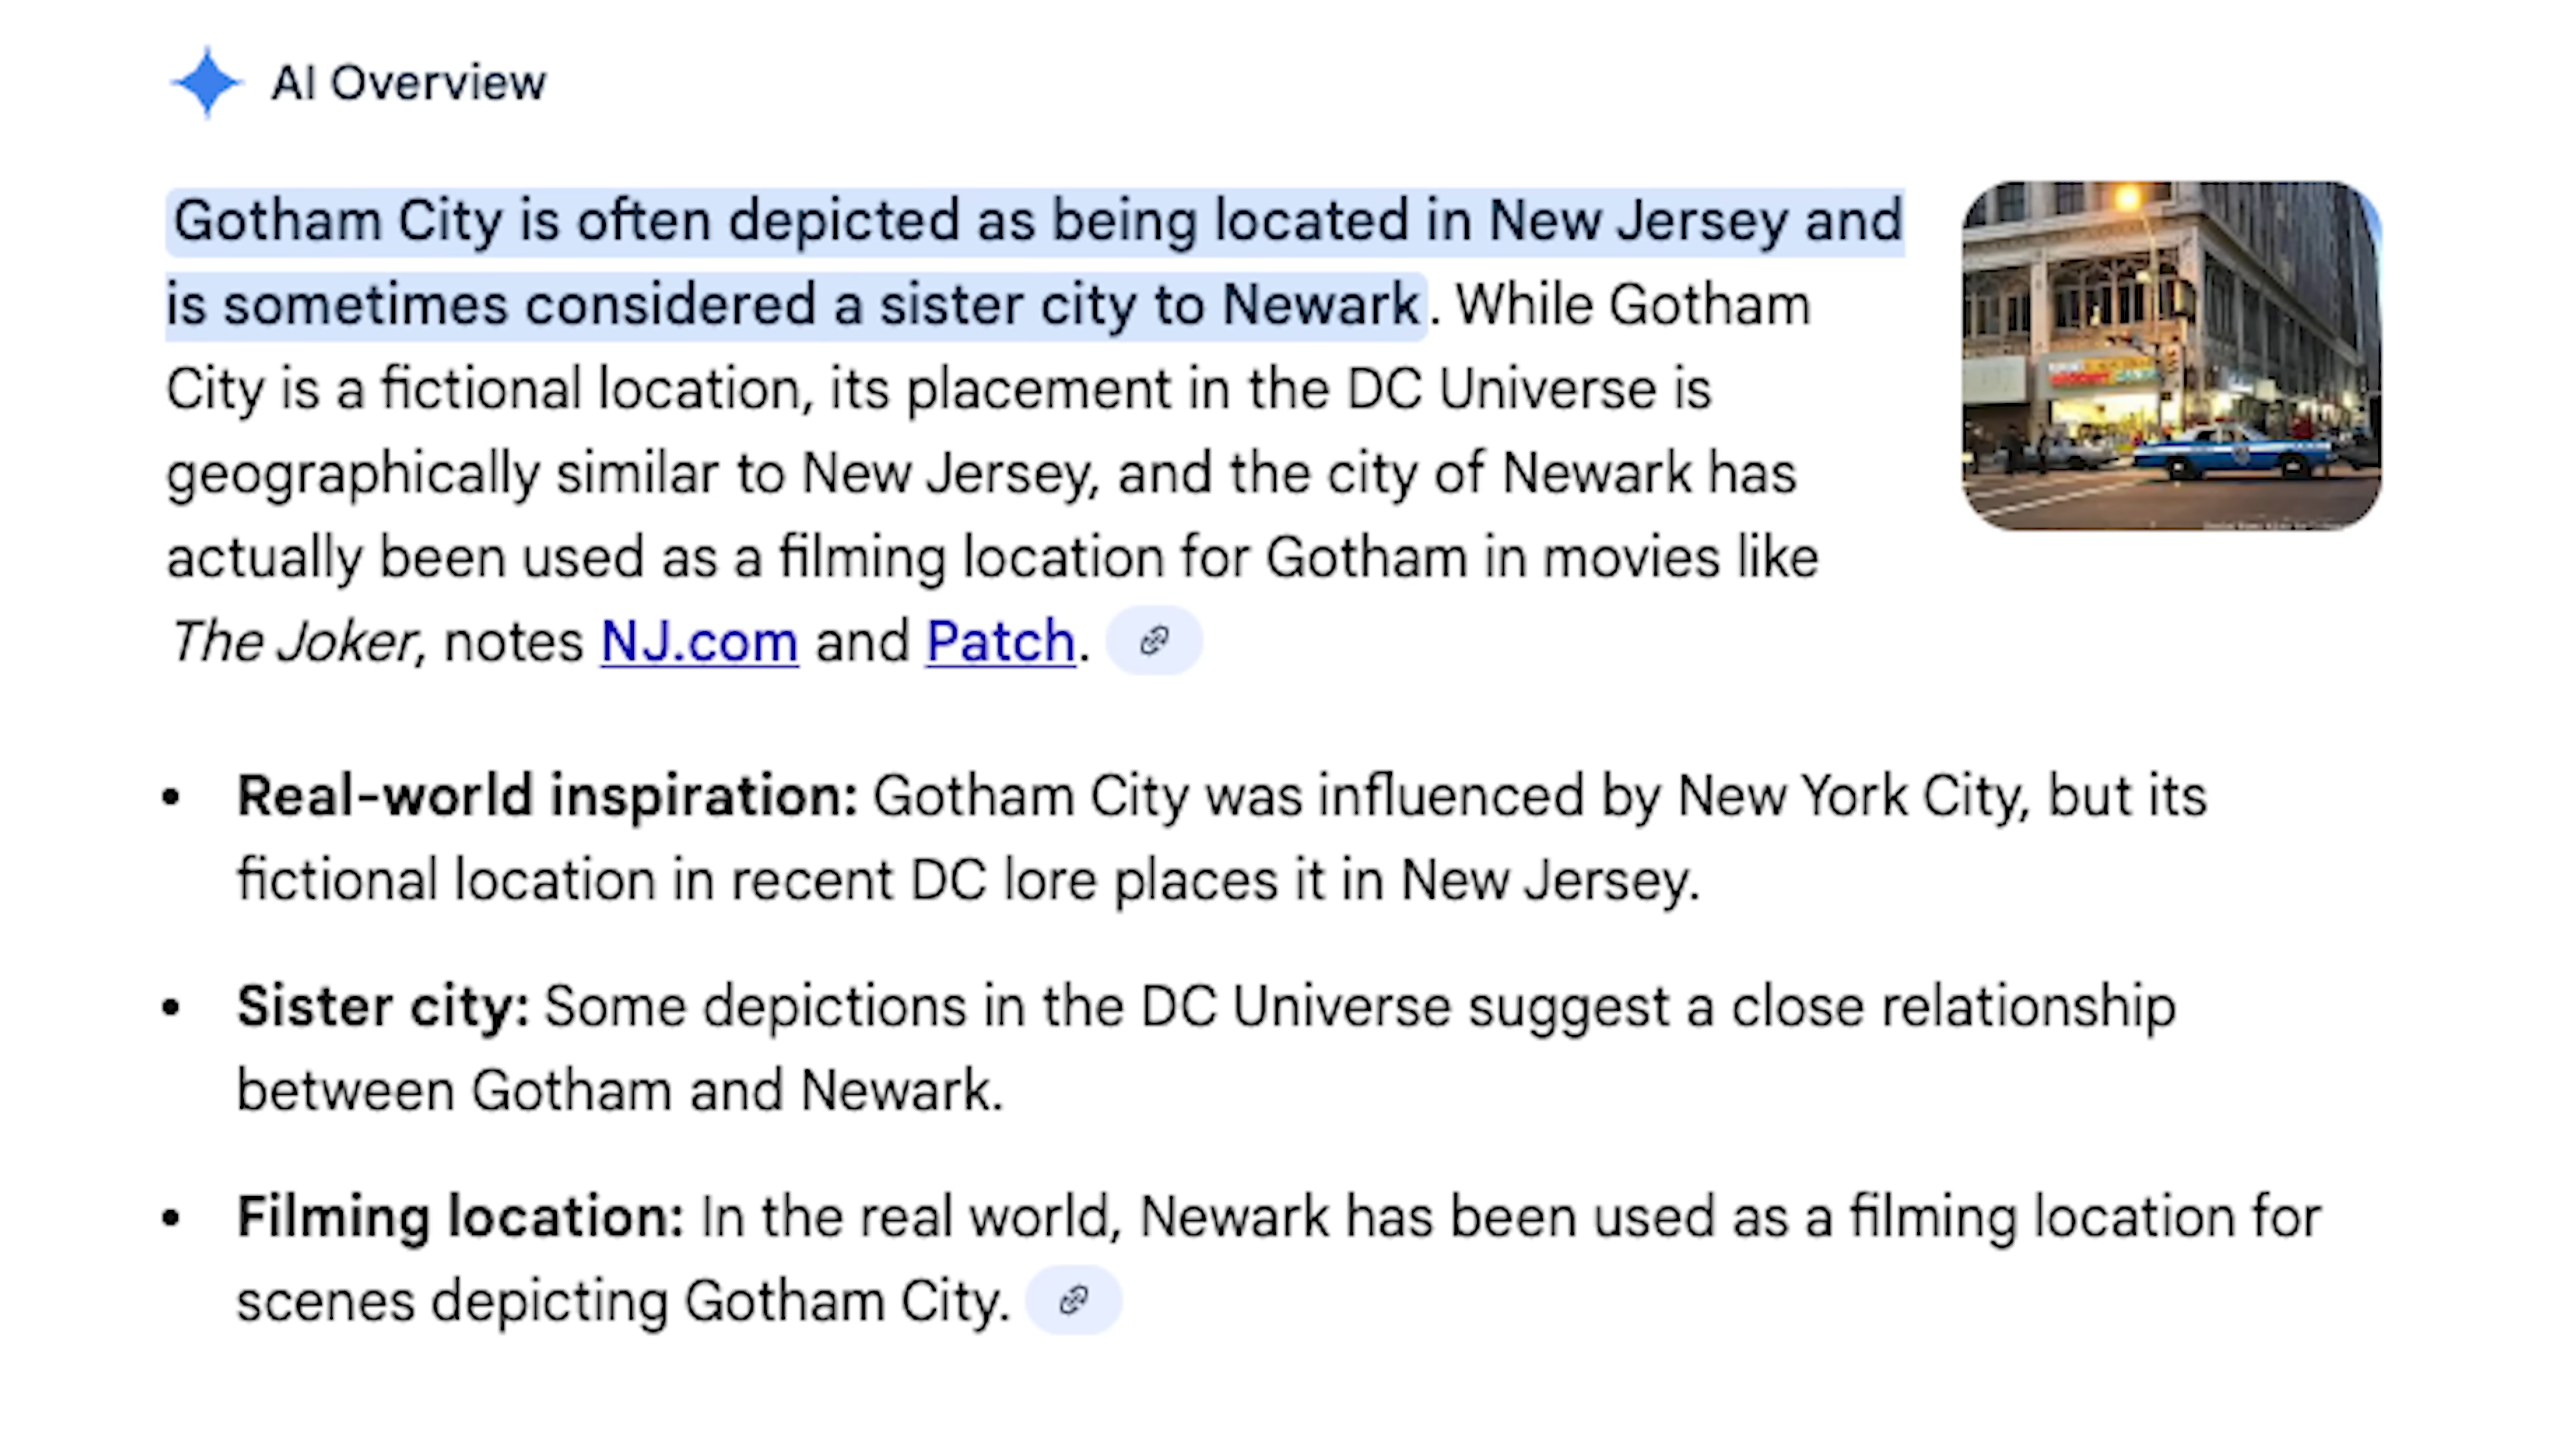 AI Overview
Gotham City is often depicted as being located in New Jersey and
is sometimes considered a sister city to Newark. While Gotham
City is a fictional location, its placement in the DC Universe is
geographically similar to New Jersey, and the city of Newark has
actually been used as a filming location for Gotham in movies like
The Joker, notes NJ.com and Patch.
• Real-world inspiration: Gotham City was influenced by New York City, but its
fictional location in recent DC lore places it in New Jersey.
• Sister city: Some depictions in the DC Universe suggest a close relationship
between Gotham and Newark.
• Filming location: In the real world, Newark has been used as a filming location for
scenes depicting Gotham City.